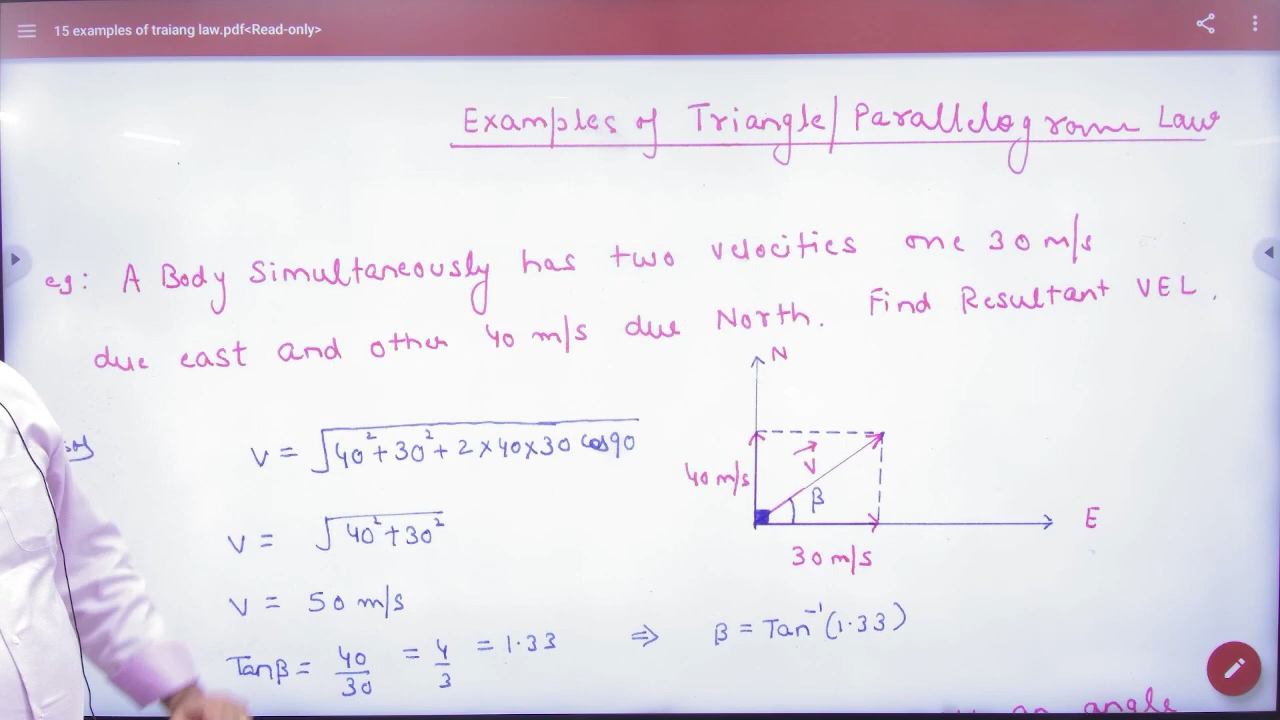 15 examples of traiang law.pdf<Read-only>
Examples of Triangle/Parallelogram Law
eg: A Body Simultaneously has two velocities one 30 m/s
due east and other 40 m/s due North. Find Resultant VEL.
N
V = √40²+30²+2×40×30 cos90
40 m/s
V
β
E
V = √40²+30²
30 m/s
V = 50 m/s
Tanβ = 40/30 = 4/3 = 1.33 ⇒ β = Tan⁻¹(1.33)
an angle